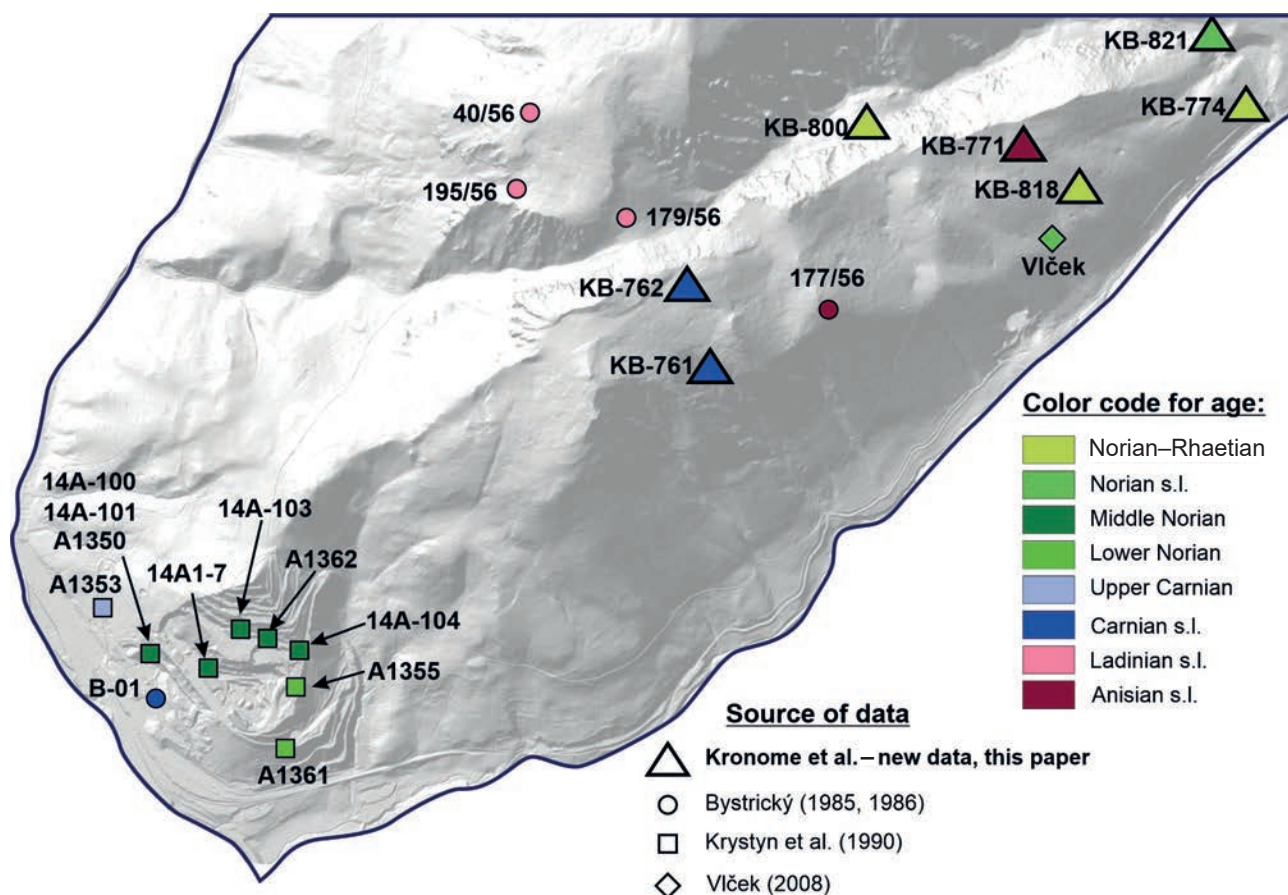 KB-821
40/56
KB-800
KB-774
KB-771
195/56
KB-818
179/56
Vlček
KB-762
177/56
KB-761
Color code for age:
Norian–Rhaetian
Norian s.l.
Middle Norian
Lower Norian
Upper Carnian
Carnian s.l.
Ladinian s.l.
Anisian s.l.
14A-100
14A-101
A1350
A1353
14A1-7
14A-103
A1362
14A-104
A1355
B-01
A1361
Source of data
Kronome et al. – new data, this paper
Bystrický (1985, 1986)
Krystyn et al. (1990)
Vlček (2008)